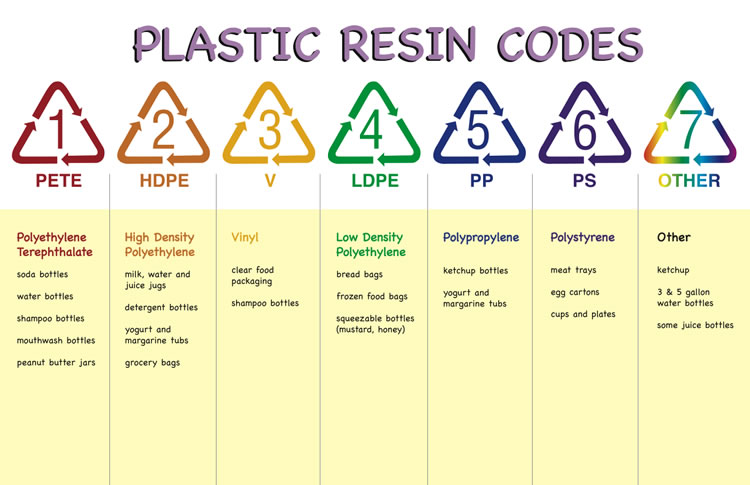 PLASTIC RESIN CODES
1
PETE
2
HDPE
3
V
4
LDPE
5
PP
6
PS
7
OTHER
Polyethylene
Terephthalate
soda bottles
water bottles
shampoo bottles
mouthwash bottles
peanut butter jars
High Density
Polyethylene
milk, water and
juice jugs
detergent bottles
yogurt and
margarine tubs
grocery bags
Vinyl
clear food
packaging
shampoo bottles
Low Density
Polyethylene
bread bags
frozen food bags
squeezable bottles
(mustard, honey)
Polypropylene
ketchup bottles
yogurt and
margarine tubs
Polystyrene
meat trays
egg cartons
cups and plates
Other
ketchup
3 & 5 gallon
water bottles
some juice bottles